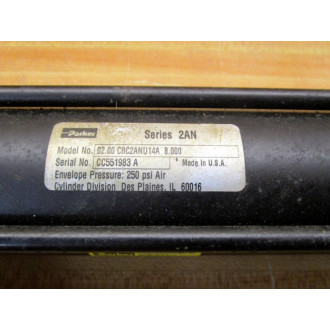 Parker
Series 2AN
Model No. 02.00 CBC2ANU14A 8.000
Serial No. CC551983 A
Made in U.S.A.
Envelope Pressure: 250 psi Air
Cylinder Division Des Plaines, IL 60016